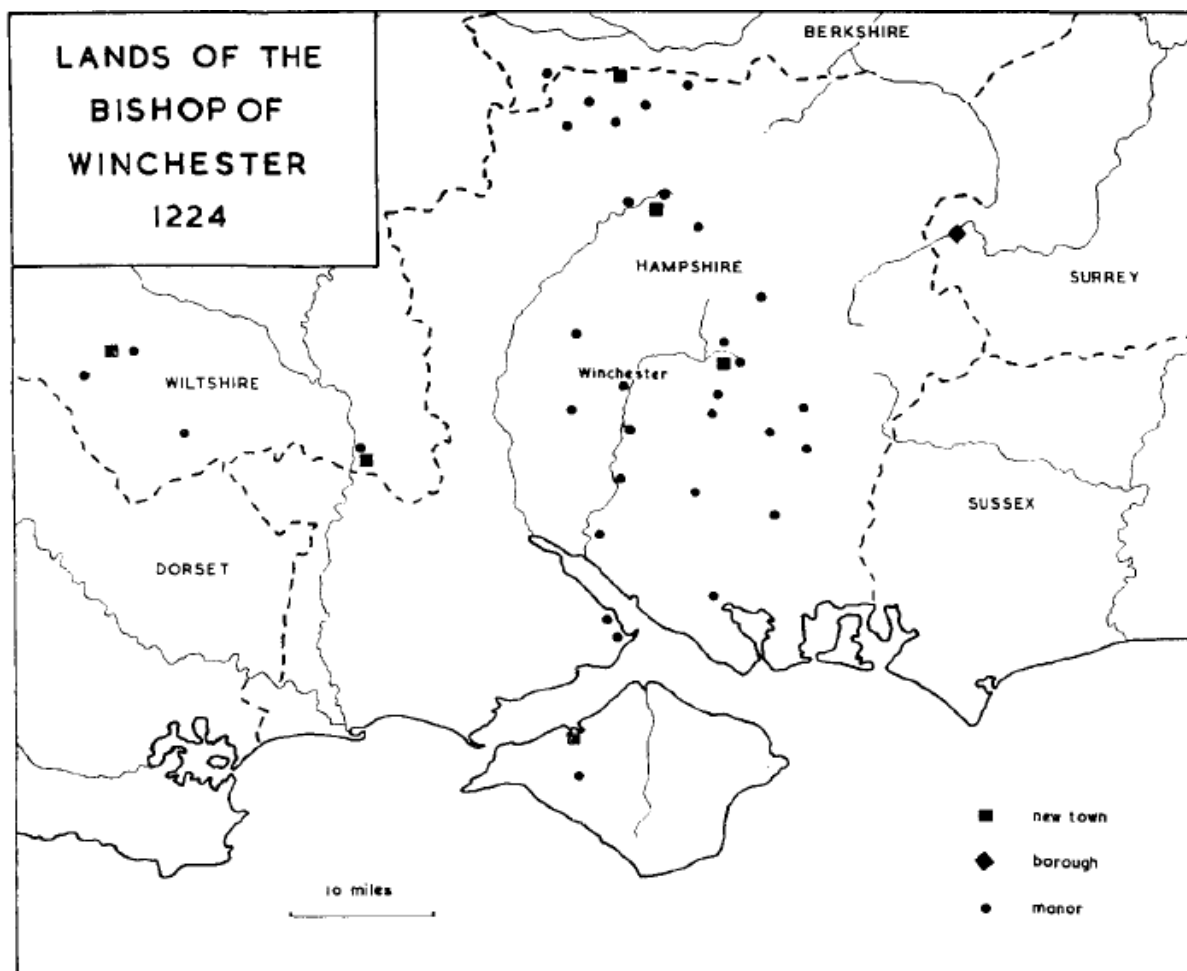 LANDS OF THE
BISHOP OF
WINCHESTER
1224
BERKSHIRE
HAMPSHIRE
SURREY
Winchester
WILTSHIRE
SUSSEX
DORSET
new town
borough
manor
10 miles